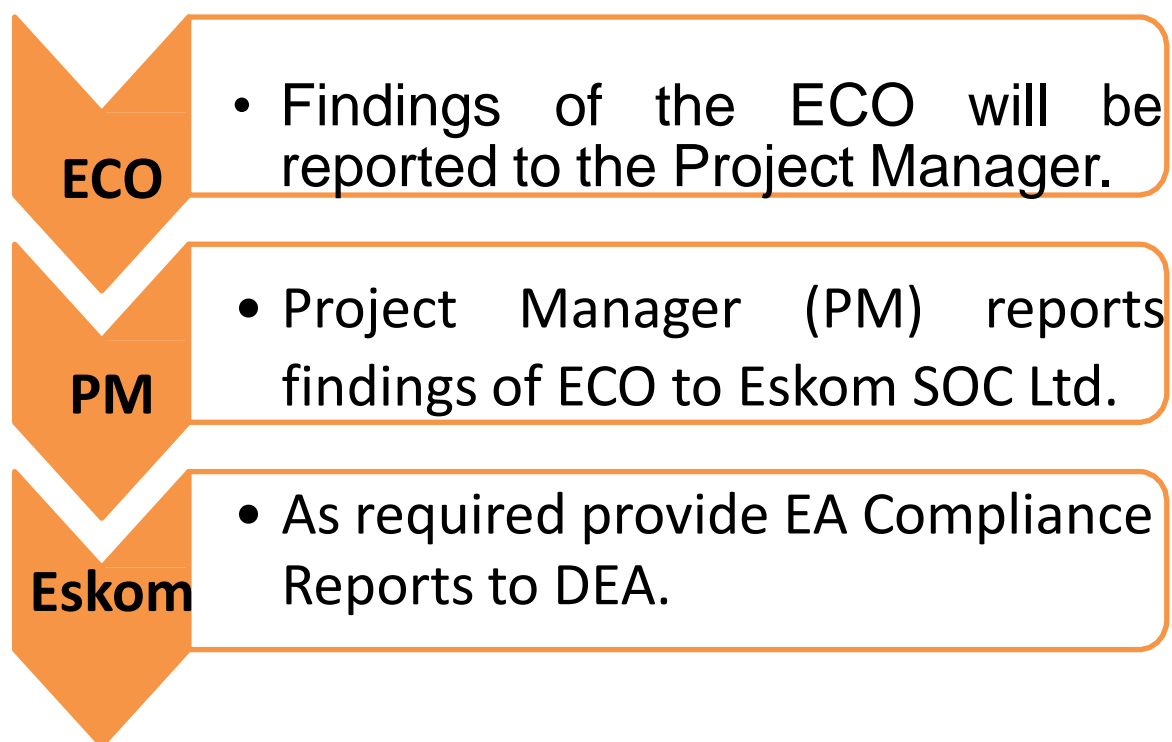 ECO
• Findings of the ECO will be
reported to the Project Manager.
PM
• Project Manager (PM) reports
findings of ECO to Eskom SOC Ltd.
Eskom
• As required provide EA Compliance
Reports to DEA.